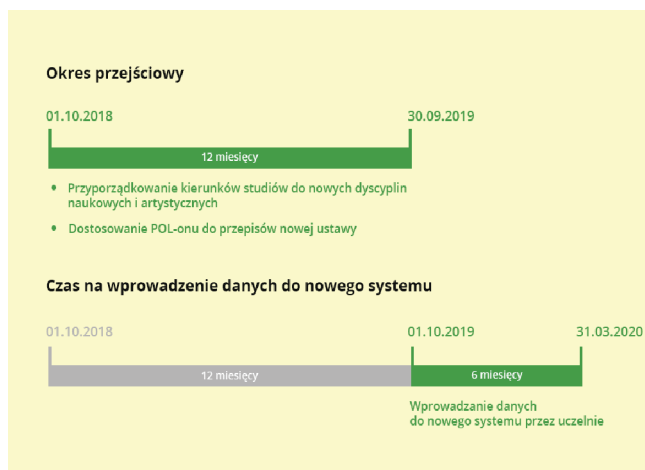 Okres przejściowy
01.10.2018 30.09.2019
12 miesięcy
• Przyporządkowanie kierunków studiów do nowych dyscyplin
naukowych i artystycznych
• Dostosowanie POL-onu do przepisów nowej ustawy
Czas na wprowadzenie danych do nowego systemu
01.10.2018 01.10.2019 31.03.2020
12 miesięcy 6 miesięcy
Wprowadzanie danych
do nowego systemu przez uczelnie